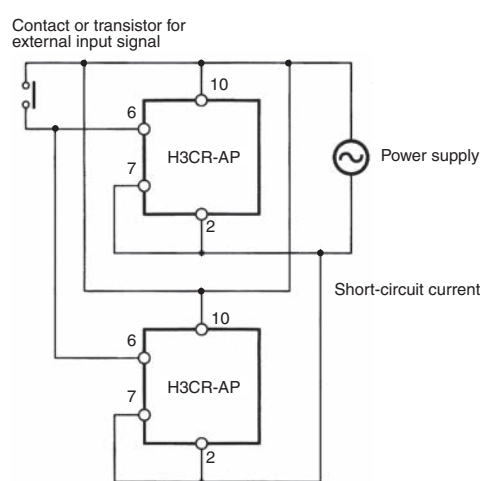 Contact or transistor for
external input signal
10
6
H3CR-AP
7
Power supply
2
Short-circuit current
10
6
H3CR-AP
7
2